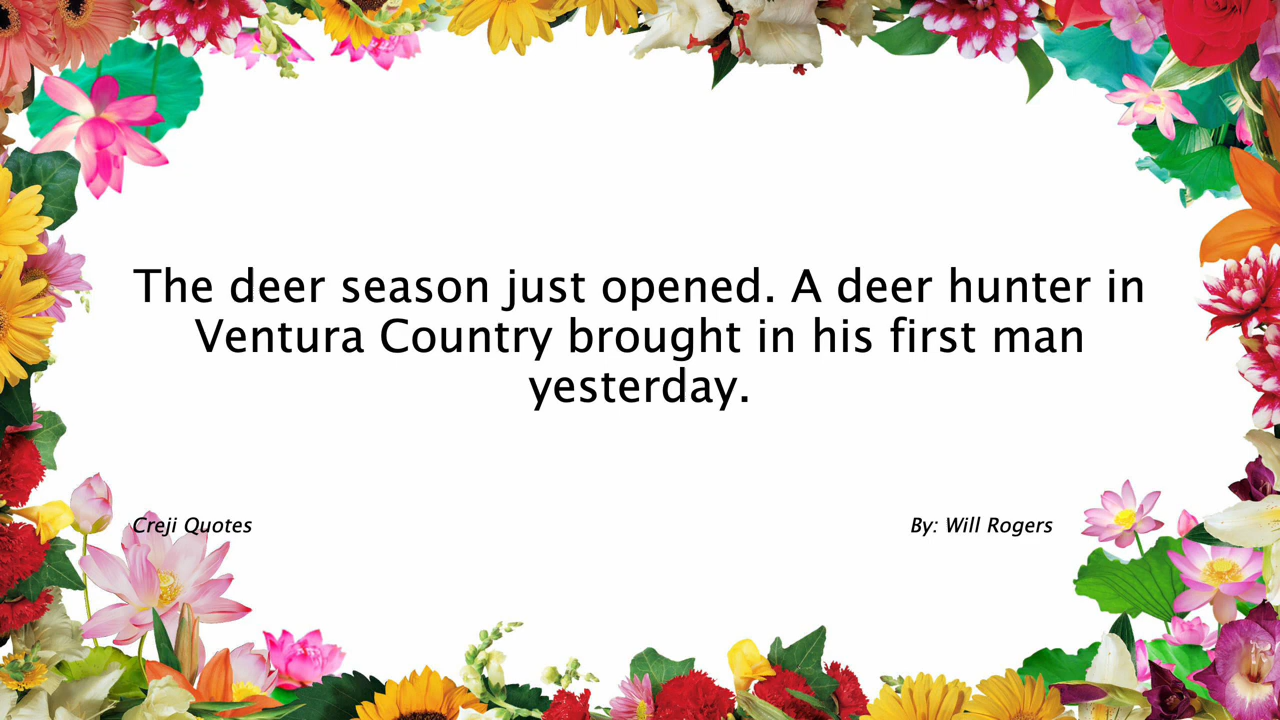 The deer season just opened. A deer hunter in
Ventura Country brought in his first man
yesterday.
Creji Quotes
By: Will Rogers